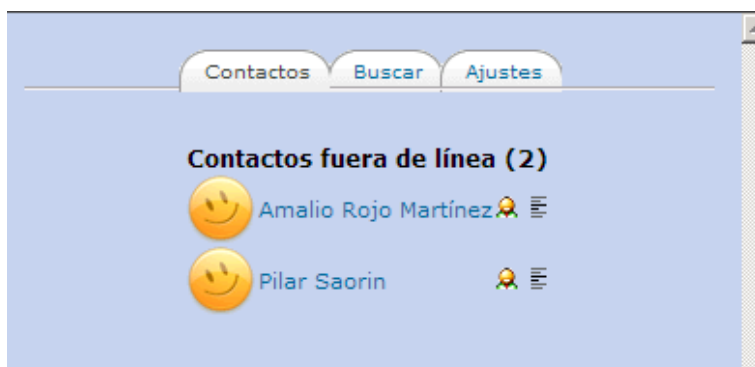 Contactos Buscar Ajustes
Contactos fuera de línea (2)
Amalio Rojo Martínez
Pilar Saorin